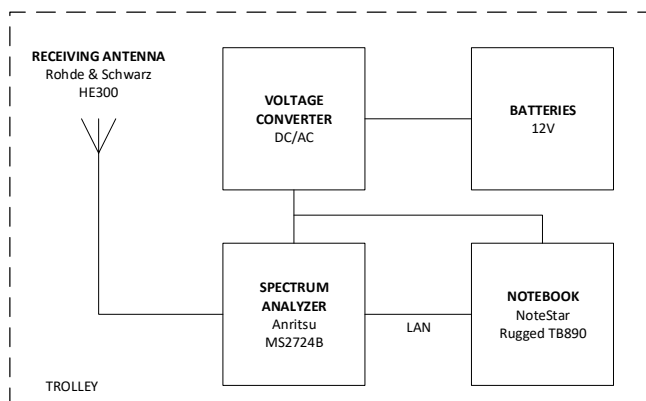 RECEIVING ANTENNA
Rohde & Schwarz
HE300
VOLTAGE
CONVERTER
DC/AC
BATTERIES
12V
SPECTRUM
ANALYZER
Anritsu
MS2724B
LAN
NOTEBOOK
NoteStar
Rugged TB890
TROLLEY